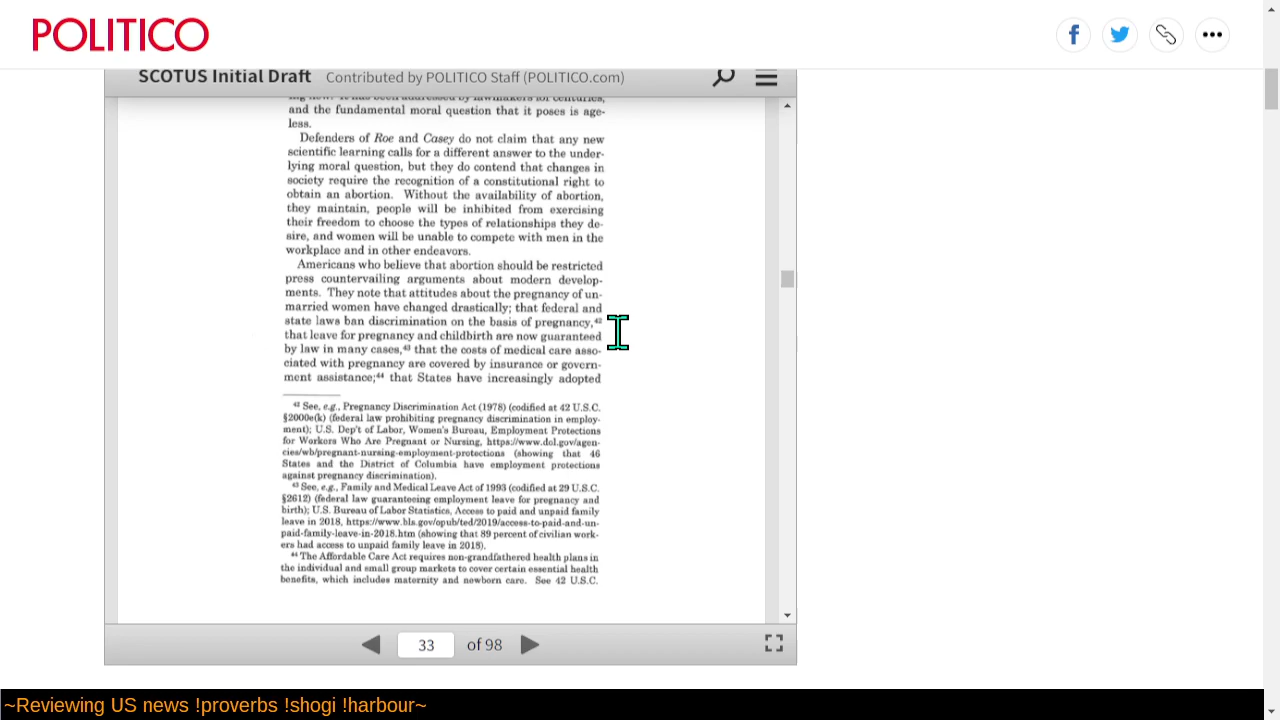 POLITICO
SCOTUS Initial Draft Contributed by POLITICO Staff (POLITICO.com)
ing now. It has been addressed by lawmakers for centuries,
and the fundamental moral question that it poses is age-
less.
Defenders of Roe and Casey do not claim that any new
scientific learning calls for a different answer to the under-
lying moral question, but they do contend that changes in
society require the recognition of a constitutional right to
obtain an abortion. Without the availability of abortion,
they maintain, people will be inhibited from exercising
their freedom to choose the types of relationships they de-
sire, and women will be unable to compete with men in the
workplace and in other endeavors.
Americans who believe that abortion should be restricted
press countervailing arguments about modern develop-
ments. They note that attitudes about the pregnancy of un-
married women have changed drastically; that federal and
state laws ban discrimination on the basis of pregnancy,42
that leave for pregnancy and childbirth are now guaranteed
by law in many cases,43 that the costs of medical care asso-
ciated with pregnancy are covered by insurance or govern-
ment assistance;44 that States have increasingly adopted
42 See, e.g., Pregnancy Discrimination Act (1978) (codified at 42 U.S.C.
§2000e(k) (federal law prohibiting pregnancy discrimination in employ-
ment); U.S. Dep't of Labor, Women's Bureau, Employment Protections
for Workers Who Are Pregnant or Nursing, https://www.dol.gov/agen-
cies/wb/pregnant-nursing-employment-protections (showing that 46
States and the District of Columbia have employment protections
against pregnancy discrimination).
43 See, e.g., Family and Medical Leave Act of 1993 (codified at 29 U.S.C.
§2612) (federal law guaranteeing employment leave for pregnancy and
birth); U.S. Bureau of Labor Statistics, Access to paid and unpaid family
leave in 2018, https://www.bls.gov/opub/ted/2019/access-to-paid-and-un-
paid-family-leave-in-2018.htm (showing that 89 percent of civilian work-
ers had access to unpaid family leave in 2018).
44 The Affordable Care Act requires non-grandfathered health plans in
the individual and small group markets to cover certain essential health
benefits, which includes maternity and newborn care. See 42 U.S.C.
33 of 98
~Reviewing US news !proverbs !shogi !harbour~